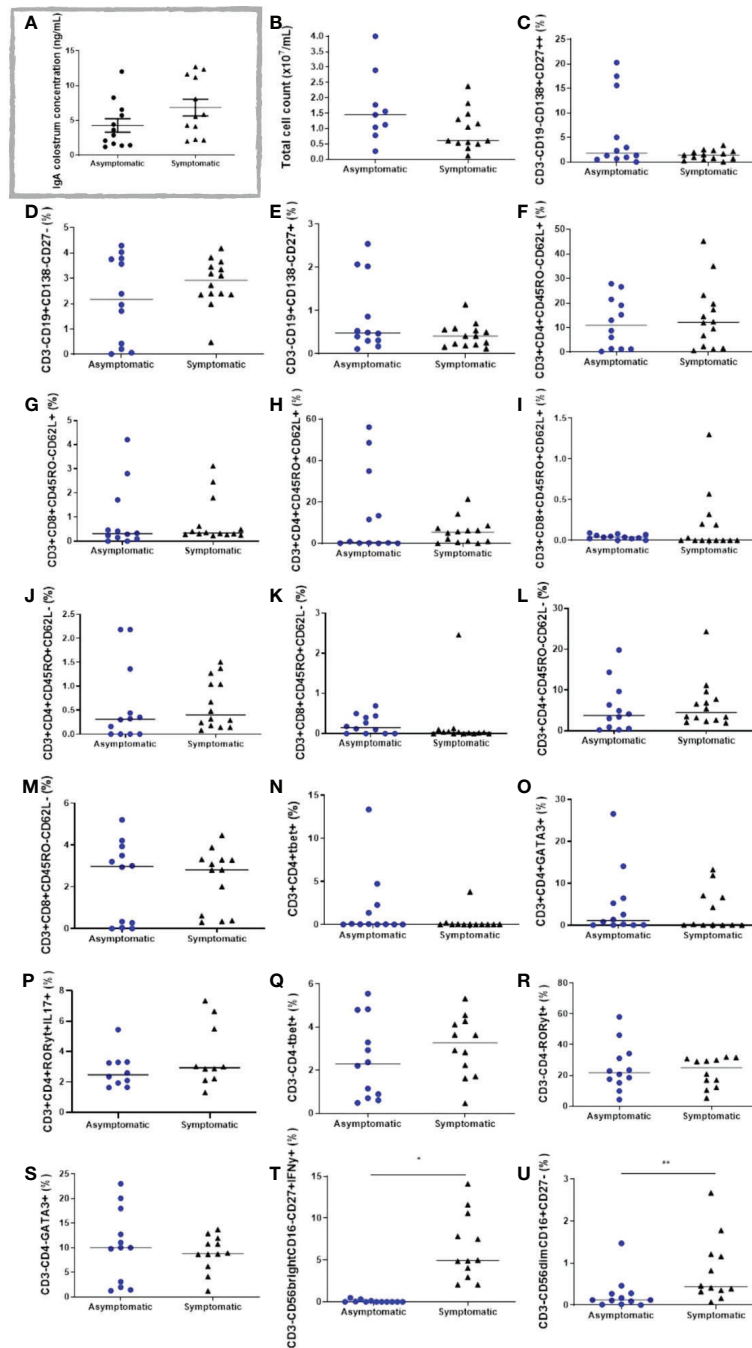 A
IgA colostrum concentration (ng/mL)
15
10
5
0
Asymptomatic Symptomatic
B
Total cell count (x10⁷/mL)
4.0
3.5
3.0
2.5
2.0
1.5
1.0
0.5
0.0
Asymptomatic Symptomatic
C
CD3-CD19-CD138+CD27++ (%)
25
20
15
10
5
0
Asymptomatic Symptomatic
D
CD3-CD19+CD138-CD27- (%)
5
4
3
2
1
0
Asymptomatic Symptomatic
E
CD3-CD19+CD138-CD27+ (%)
3
2
1
0
Asymptomatic Symptomatic
F
CD3+CD4+CD45RO-CD62L+ (%)
50
40
30
20
10
0
Asymptomatic Symptomatic
G
CD3+CD8+CD45RO-CD62L+ (%)
5
4
3
2
1
0
Asymptomatic Symptomatic
H
CD3+CD4+CD45RO+CD62L+ (%)
60
40
20
0
Asymptomatic Symptomatic
I
CD3+CD8+CD45RO+CD62L+ (%)
1.5
1.0
0.5
0.0
Asymptomatic Symptomatic
J
CD3+CD4+CD45RO+CD62L- (%)
2.5
2.0
1.5
1.0
0.5
0.0
Asymptomatic Symptomatic
K
CD3+CD8+CD45RO+CD62L- (%)
3
2
1
0
Asymptomatic Symptomatic
L
CD3+CD4+CD45RO-CD62L- (%)
30
20
10
0
Asymptomatic Symptomatic
M
CD3+CD8+CD45RO-CD62L- (%)
6
4
2
0
Asymptomatic Symptomatic
N
CD3+CD4+tbet+ (%)
15
10
5
0
Asymptomatic Symptomatic
O
CD3+CD4+GATA3+ (%)
30
20
10
0
Asymptomatic Symptomatic
P
CD3+CD4+RORyt+IL17+ (%)
8
6
4
2
0
Asymptomatic Symptomatic
Q
CD3-CD4-tbet+ (%)
6
4
2
0
Asymptomatic Symptomatic
R
CD3-CD4-RORyt+ (%)
80
60
40
20
0
Asymptomatic Symptomatic
S
CD3-CD4-GATA3+ (%)
25
20
15
10
5
0
Asymptomatic Symptomatic
T
CD3-CD56brightCD16-CD27+IFNy+ (%)
*
15
10
5
0
Asymptomatic Symptomatic
U
CD3-CD56dimCD16+CD27- (%)
**
3
2
1
0
Asymptomatic Symptomatic